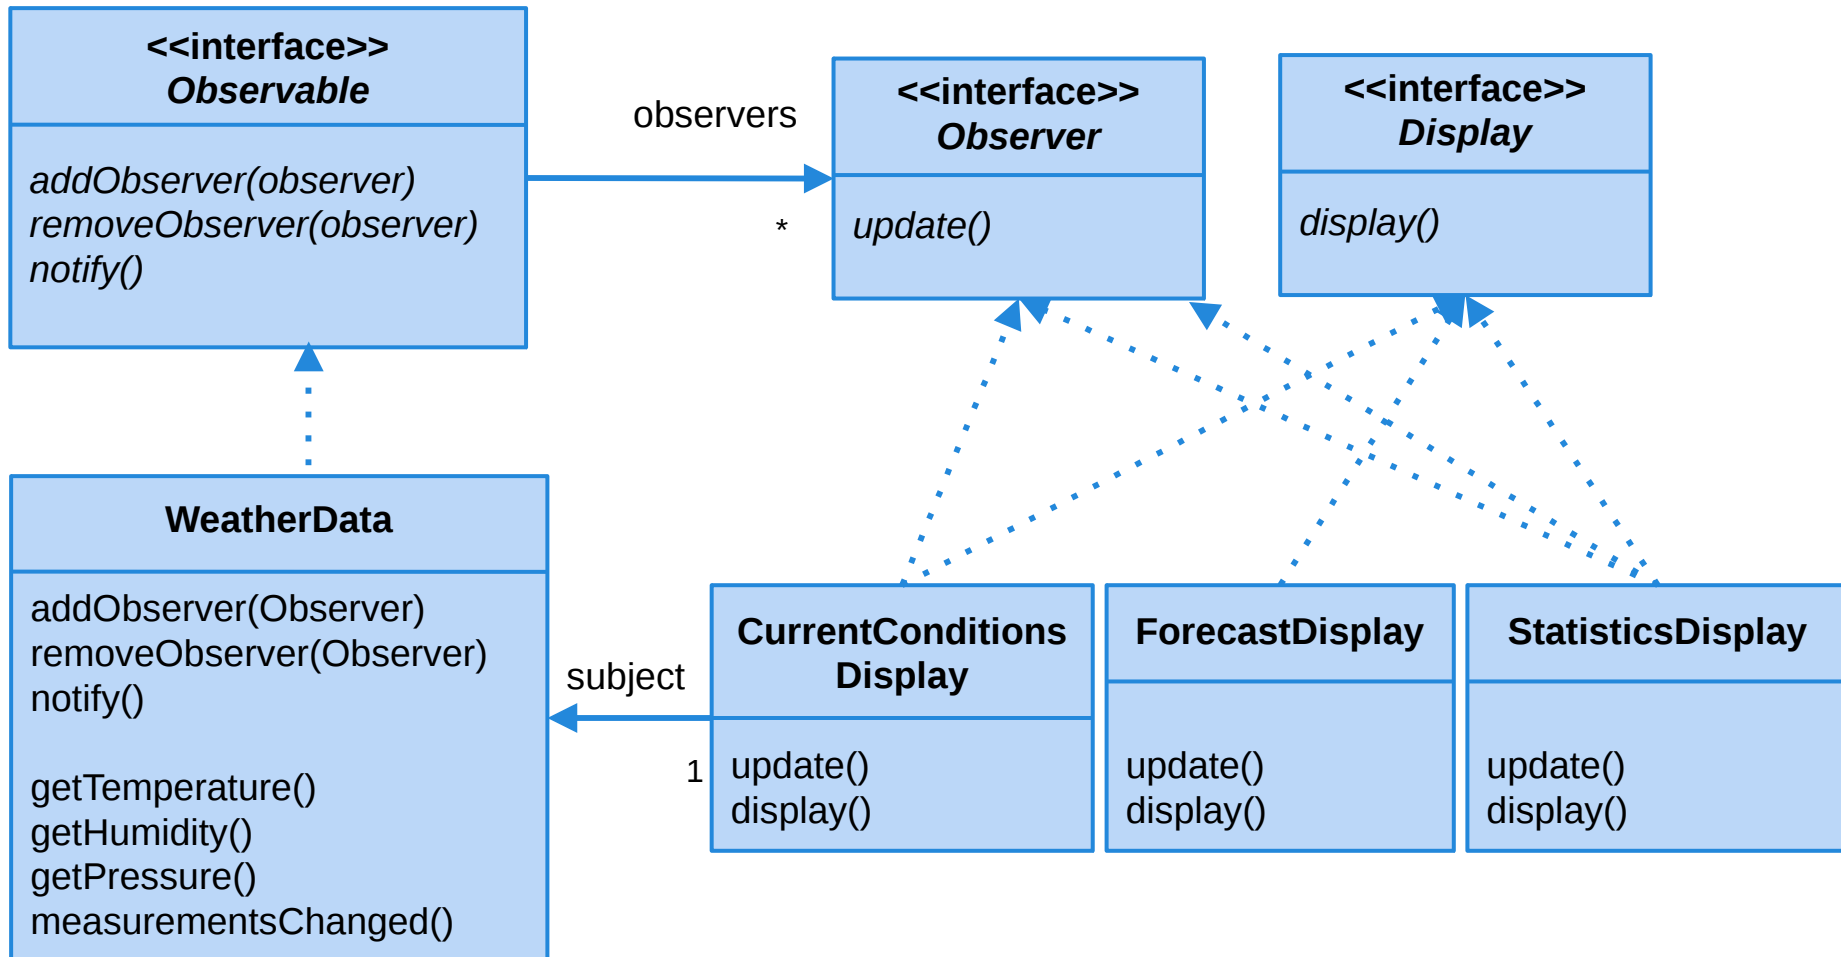 <<interface>>
Observable
addObserver(observer)
removeObserver(observer)
notify()
observers
*
<<interface>>
Observer
update()
<<interface>>
Display
display()
WeatherData
addObserver(Observer)
removeObserver(Observer)
notify()
getTemperature()
getHumidity()
getPressure()
measurementsChanged()
subject
1
CurrentConditions
Display
update()
display()
ForecastDisplay
update()
display()
StatisticsDisplay
update()
display()